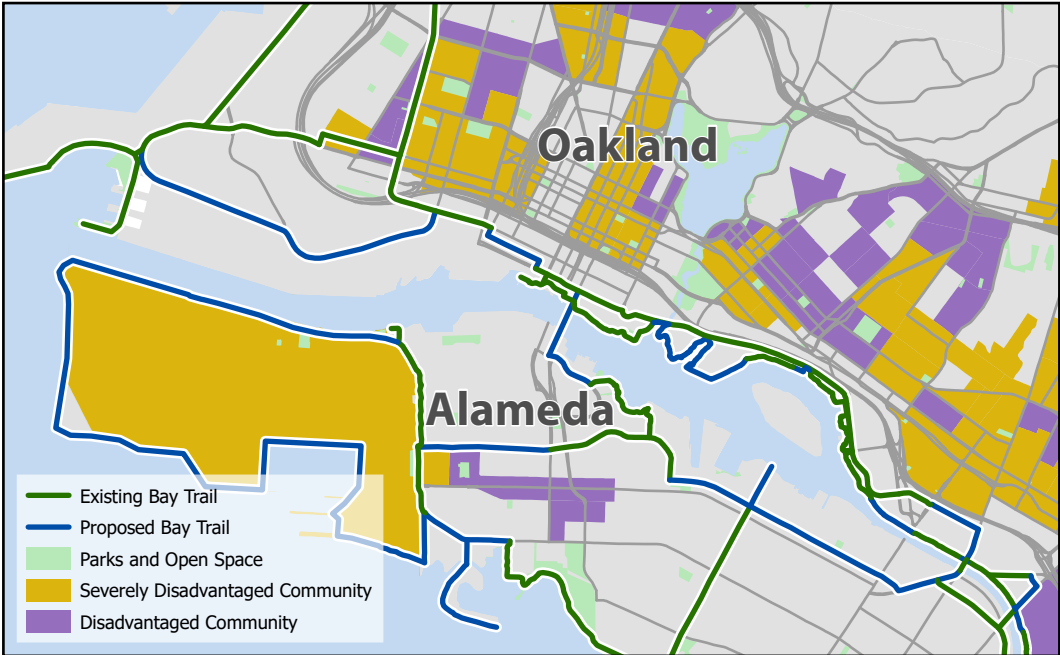 Oakland
Alameda
Existing Bay Trail
Proposed Bay Trail
Parks and Open Space
Severely Disadvantaged Community
Disadvantaged Community